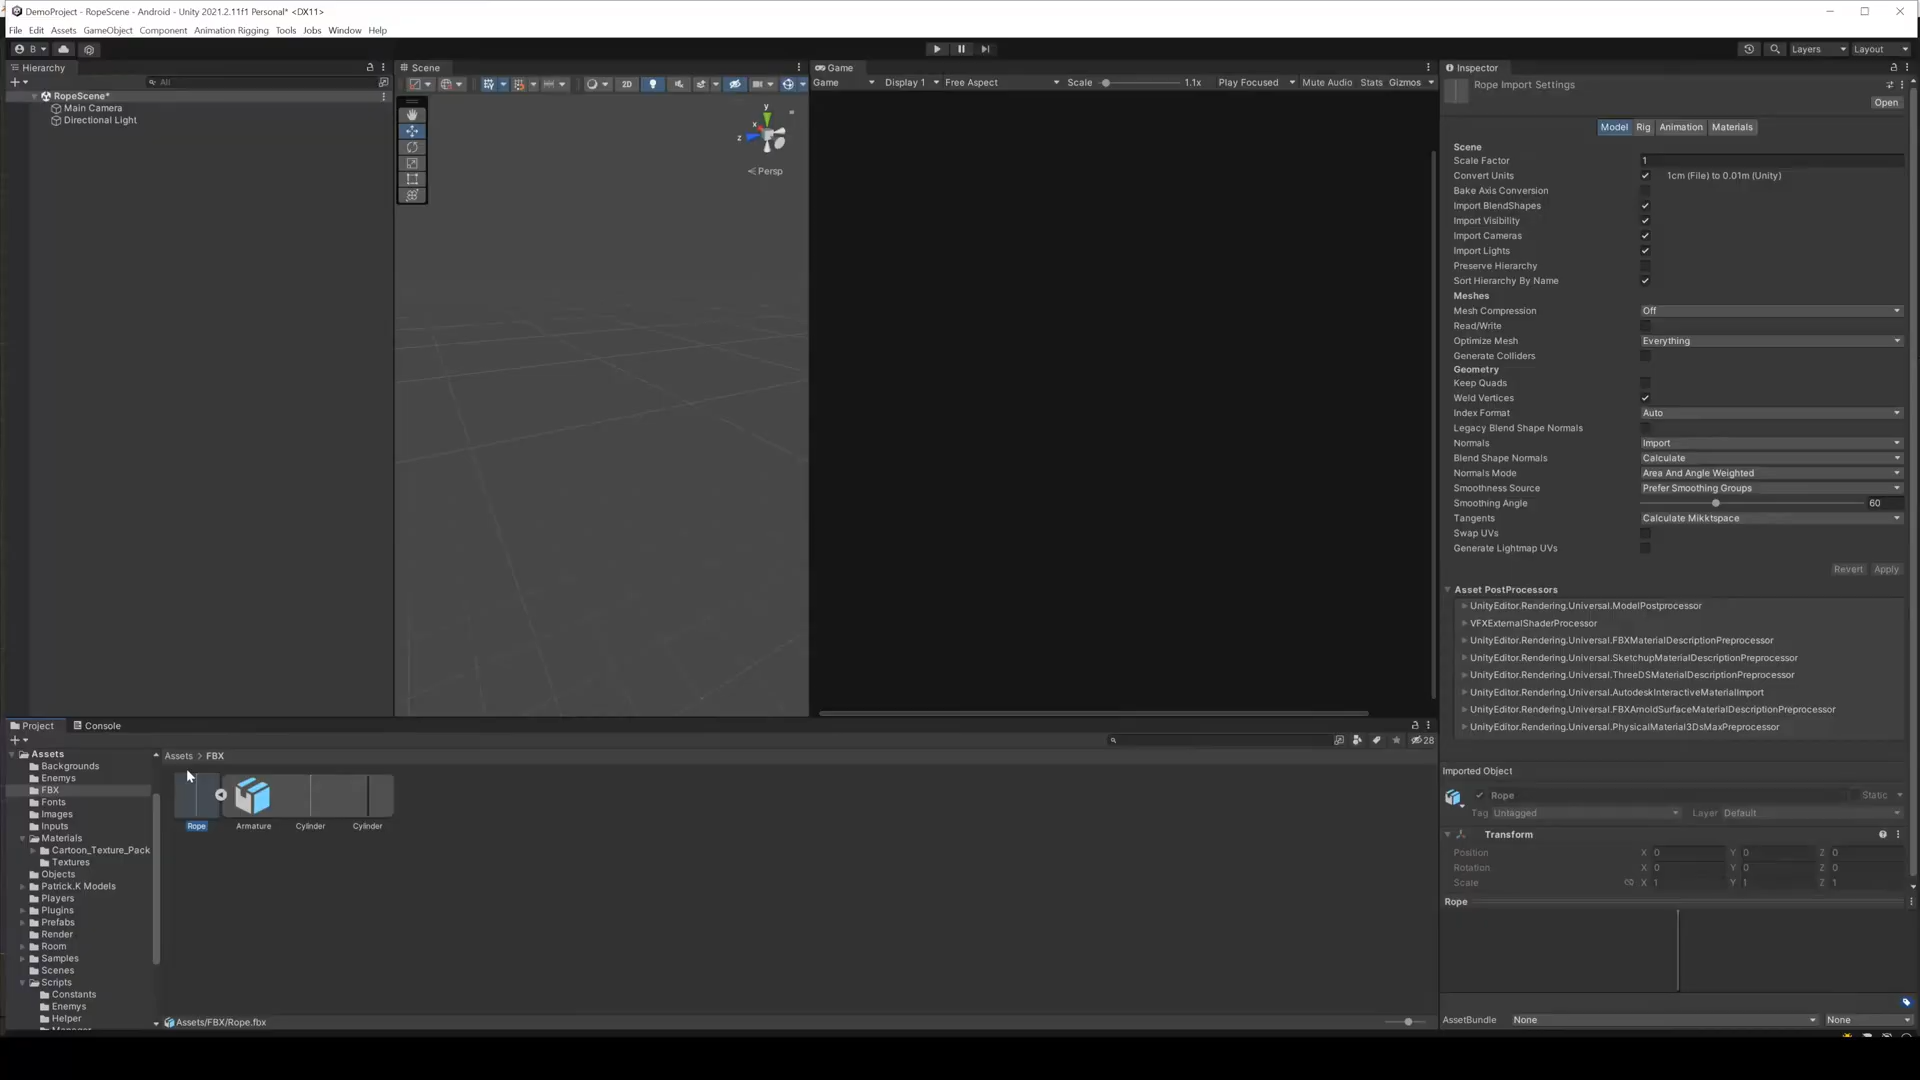 DemoProject - RopeScene - Android - Unity 2021.2.11f1 Personal* <DX11>
File Edit Assets GameObject Component Animation Rigging Tools Jobs Window Help
B
Layers Layout
Hierarchy
All
RopeScene*
Main Camera
Directional Light
Scene
2D
y
x
z
Persp
Game
Game Display 1 Free Aspect Scale 1.1x Play Focused Mute Audio Stats Gizmos
Inspector
Rope Import Settings
Open
Model Rig Animation Materials
Scene
Scale Factor 1
Convert Units 1cm (File) to 0.01m (Unity)
Bake Axis Conversion
Import BlendShapes
Import Visibility
Import Cameras
Import Lights
Preserve Hierarchy
Sort Hierarchy By Name
Meshes
Mesh Compression Off
Read/Write
Optimize Mesh Everything
Generate Colliders
Geometry
Keep Quads
Weld Vertices
Index Format Auto
Legacy Blend Shape Normals
Normals Import
Blend Shape Normals Calculate
Normals Mode Area And Angle Weighted
Smoothness Source Prefer Smoothing Groups
Smoothing Angle 60
Tangents Calculate Mikktspace
Swap UVs
Generate Lightmap UVs
Revert Apply
Asset PostProcessors
UnityEditor.Rendering.Universal.ModelPostprocessor
VFXExternalShaderProcessor
UnityEditor.Rendering.Universal.FBXMaterialDescriptionPreprocessor
UnityEditor.Rendering.Universal.SketchupMaterialDescriptionPreprocessor
UnityEditor.Rendering.Universal.ThreeDSMaterialDescriptionPreprocessor
UnityEditor.Rendering.Universal.AutodeskInteractiveMaterialImport
UnityEditor.Rendering.Universal.FBXArnoldSurfaceMaterialDescriptionPreprocessor
UnityEditor.Rendering.Universal.PhysicalMaterial3DsMaxPreprocessor
Imported Object
Rope Static
Tag Untagged Layer Default
Transform
Position X 0 Y 0 Z 0
Rotation X 0 Y 0 Z 0
Scale X 1 Y 1 Z 1
Rope
AssetBundle None None
Project Console
28
Assets
Backgrounds
Enemys
FBX
Fonts
Images
Inputs
Materials
Cartoon_Texture_Pack
Textures
Objects
Patrick.K Models
Players
Plugins
Prefabs
Render
Room
Samples
Scenes
Scripts
Constants
Enemys
Helper
Assets > FBX
Rope Armature Cylinder Cylinder
Assets/FBX/Rope.fbx